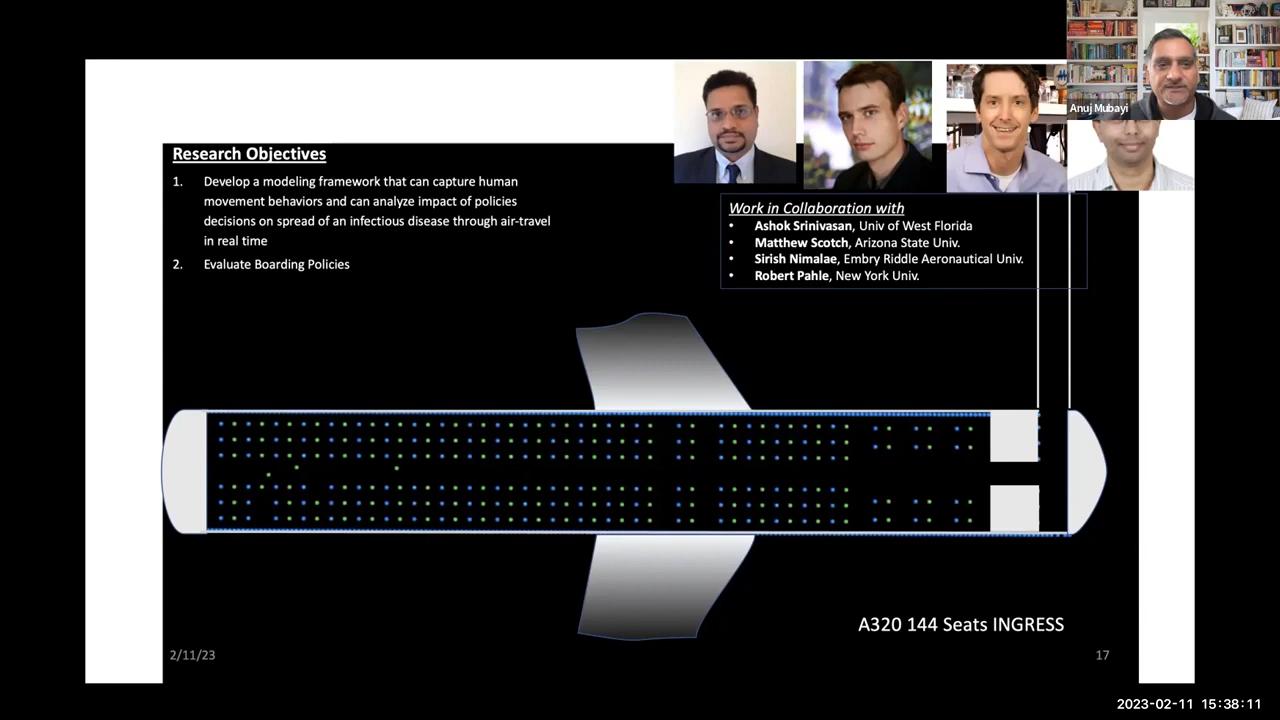 Anuj Mubayi
Research Objectives
1. Develop a modeling framework that can capture human
movement behaviors and can analyze impact of policies
decisions on spread of an infectious disease through air-travel
in real time
2. Evaluate Boarding Policies
Work in Collaboration with
• Ashok Srinivasan, Univ of West Florida
• Matthew Scotch, Arizona State Univ.
• Sirish Nimalae, Embry Riddle Aeronautical Univ.
• Robert Pahle, New York Univ.
A320 144 Seats INGRESS
2/11/23
17
2023-02-11 15:38:11